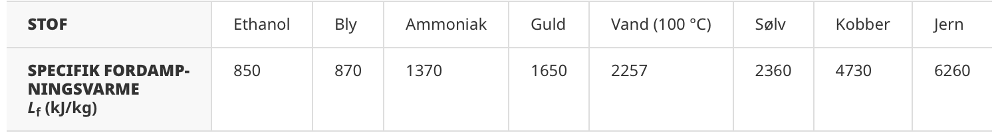 STOF Ethanol Bly Ammoniak Guld Vand (100 °C) Sølv Kobber Jern
SPECIFIK FORDAMP- 850 870 1370 1650 2257 2360 4730 6260
NINGSVARME
Lf (kJ/kg)